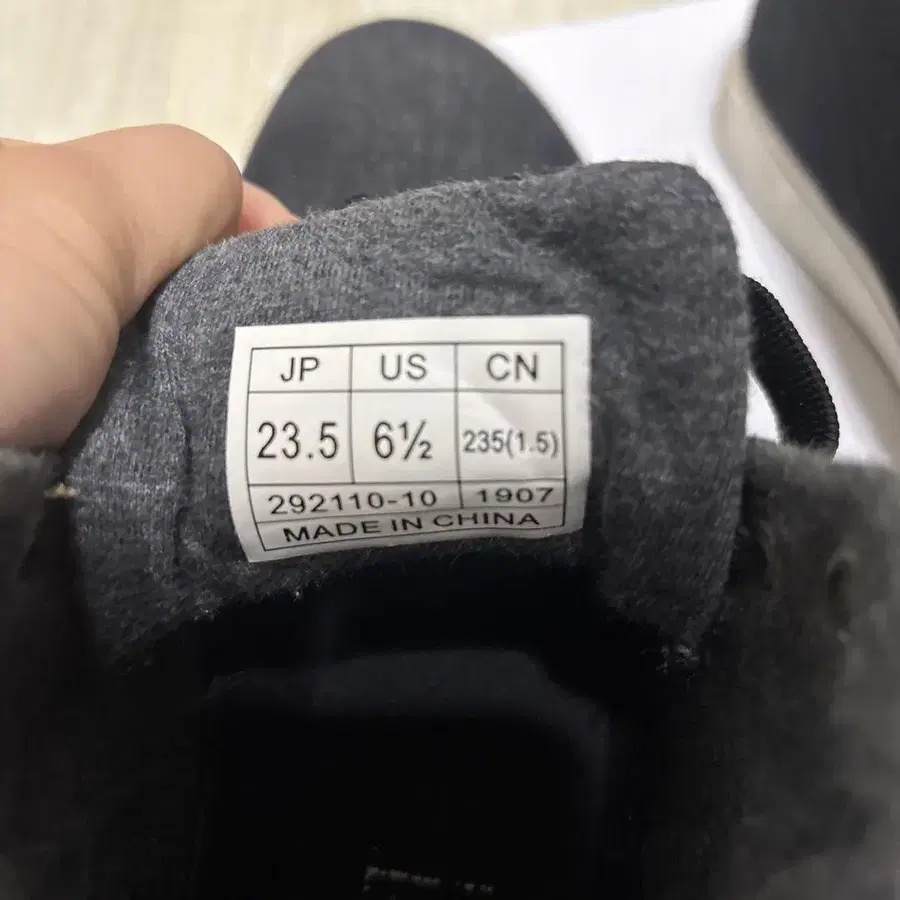 JP US CN
23.5 6½ 235(1.5)
292110-10 1907
MADE IN CHINA